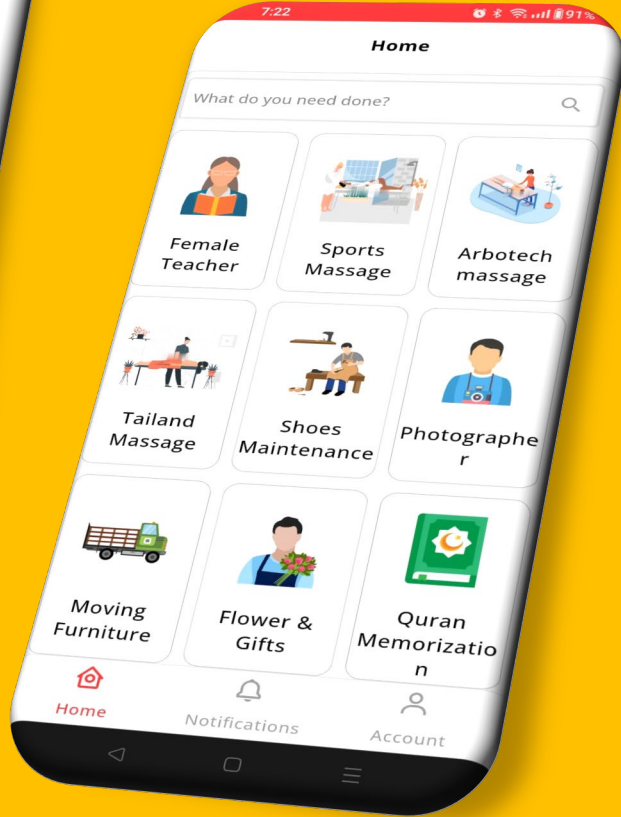 7:22
91%
Home
What do you need done?
Female
Teacher
Sports
Massage
Arbotech
massage
Tailand
Massage
Shoes
Maintenance
Photographe
r
Moving
Furniture
Flower &
Gifts
Quran
Memorizatio
n
Home
Notifications
Account